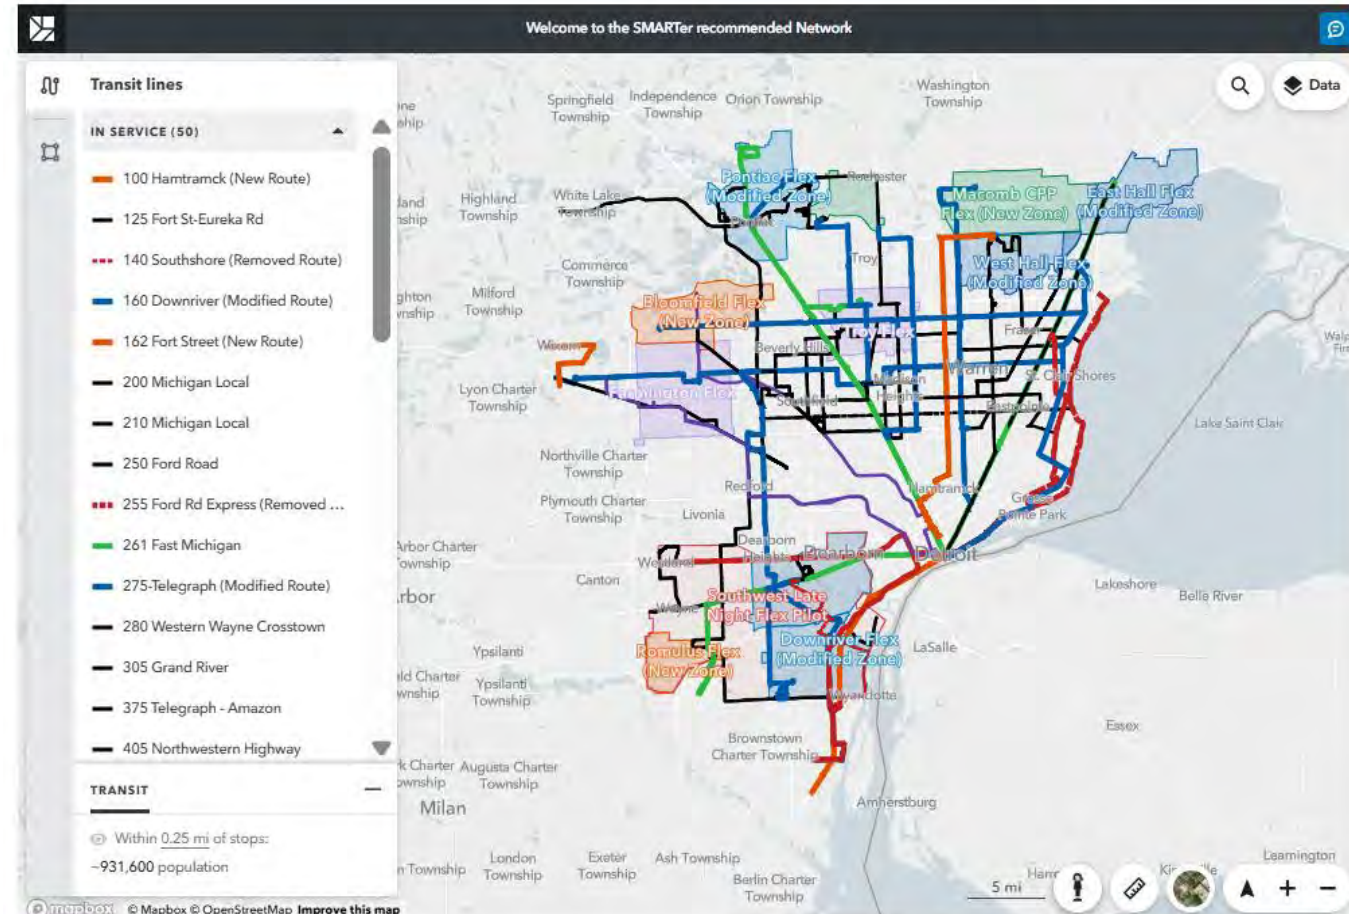 Welcome to the SMARTer recommended Network
Transit lines
IN SERVICE (50)
100 Hamtramck (New Route)
125 Fort St-Eureka Rd
140 Southshore (Removed Route)
160 Downriver (Modified Route)
162 Fort Street (New Route)
200 Michigan Local
210 Michigan Local
250 Ford Road
255 Ford Rd Express (Removed ...
261 Fast Michigan
275-Telegraph (Modified Route)
280 Western Wayne Crosstown
305 Grand River
375 Telegraph - Amazon
405 Northwestern Highway
TRANSIT
Within 0.25 mi of stops:
~931,600 population
mapbox
© Mapbox © OpenStreetMap Improve this map
Data
Springfield
Township
Independence
Township
Orion Township
Washington
Township
Highland
Township
White Lake
Township
Pontiac Flex
(Modified Zone)
Rochester
Macomb CPP
Flex (New Zone)
East Hall Flex
(Modified Zone)
Commerce
Township
Troy
West Hall Flex
(Modified Zone)
Milford
Township
Bloomfield Flex
(New Zone)
Troy Flex
Fraser
Wixom
Beverly Hills
Warren
St. Clair Shores
Madison
Heights
Lyon Charter
Township
Farmington Flex
Southfield
Eastpointe
Lake Saint Clair
Northville Charter
Township
Redford
Hamtramck
Plymouth Charter
Township
Livonia
Grosse
Pointe Park
Arbor Charter
Township
Dearborn
Heights
Dearborn
Detroit
Westland
Canton
Lakeshore
Belle River
Wayne
Southwest Late
Night Flex Pilot
Ypsilanti
Romulus Flex
(New Zone)
Downriver Flex
(Modified Zone)
LaSalle
Ypsilanti
Township
Wyandotte
Essex
Brownstown
Charter Township
Augusta Charter
Township
Milan
Amherstburg
London
Township
Exeter
Township
Ash Township
Berlin Charter
Township
Leamington
5 mi